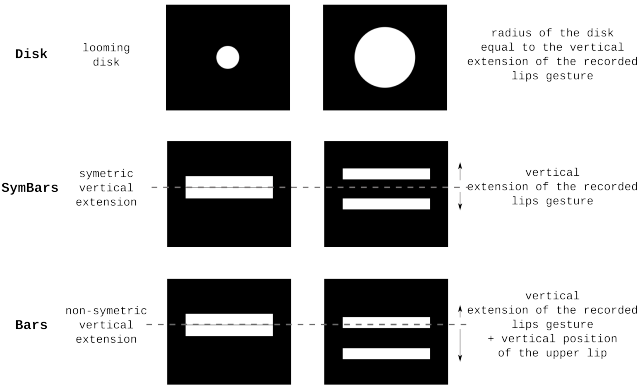 Disk
looming
disk
radius of the disk
equal to the vertical
extension of the recorded
lips gesture
SymBars
symetric
vertical
extension
vertical
extension of the recorded
lips gesture
Bars
non-symetric
vertical
extension
vertical
extension of the recorded
lips gesture
+ vertical position
of the upper lip